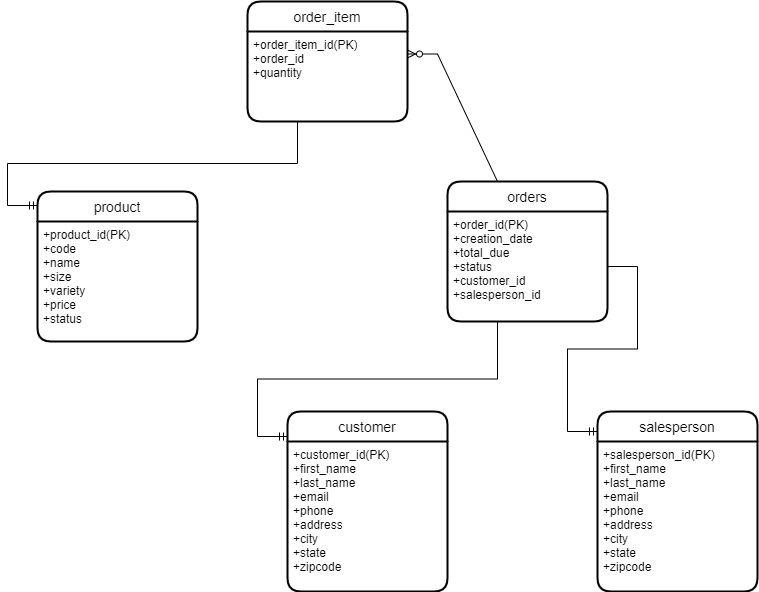 order_item
+order_item_id(PK)
+order_id
+quantity
product
+product_id(PK)
+code
+name
+size
+variety
+price
+status
orders
+order_id(PK)
+creation_date
+total_due
+status
+customer_id
+salesperson_id
customer
+customer_id(PK)
+first_name
+last_name
+email
+phone
+address
+city
+state
+zipcode
salesperson
+salesperson_id(PK)
+first_name
+last_name
+email
+phone
+address
+city
+state
+zipcode